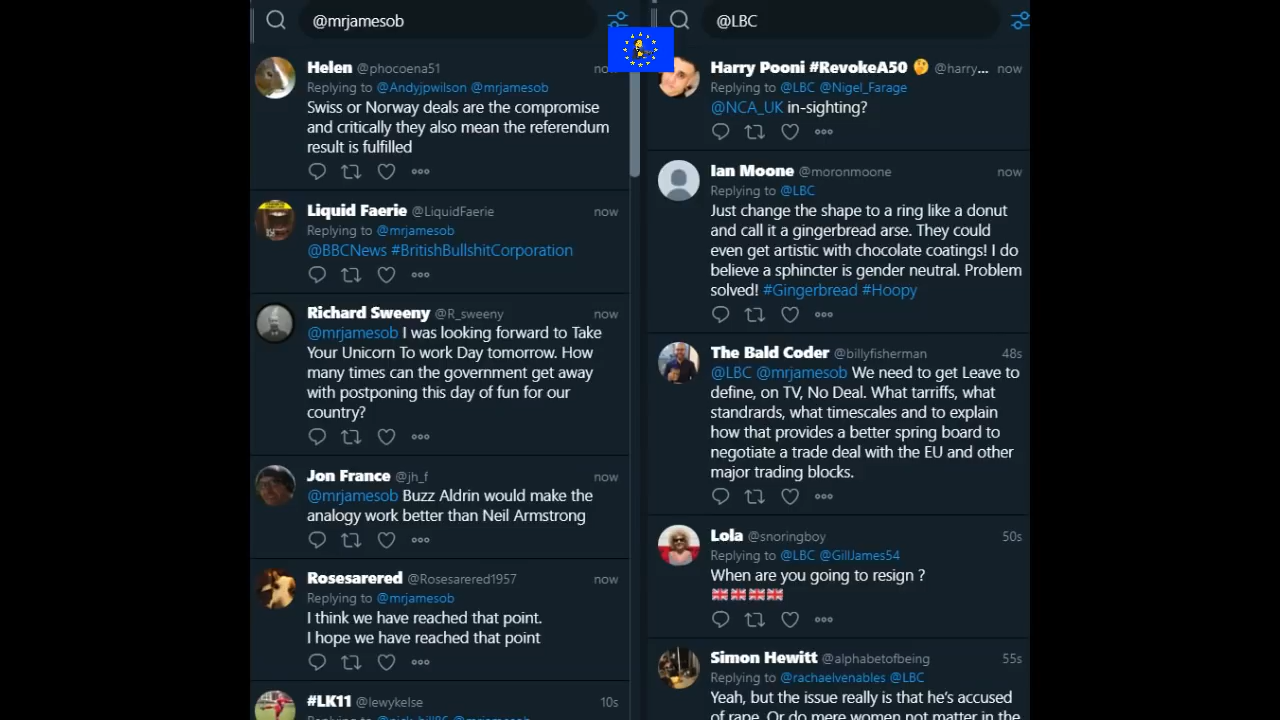 @mrjamesob
Helen @phocoena51 now
Replying to @Andyjpwilson @mrjamesob
Swiss or Norway deals are the compromise
and critically they also mean the referendum
result is fulfilled
Liquid Faerie @LiquidFaerie now
Replying to @mrjamesob
@BBCNews #BritishBullshitCorporation
Richard Sweeny @R_sweeny now
@mrjamesob I was looking forward to Take
Your Unicorn To work Day tomorrow. How
many times can the government get away
with postponing this day of fun for our
country?
Jon France @jh_f now
@mrjamesob Buzz Aldrin would make the
analogy work better than Neil Armstrong
Rosesarered @Rosesarered1957 now
Replying to @mrjamesob
I think we have reached that point.
I hope we have reached that point
#LK11 @lewykelse 10s
Replying to @mrjamesob
@LBC
Harry Pooni #RevokeA50 🤔 @harry... now
Replying to @LBC @Nigel_Farage
@NCA_UK in-sighting?
Ian Moone @moronmoone now
Replying to @LBC
Just change the shape to a ring like a donut
and call it a gingerbread arse. They could
even get artistic with chocolate coatings! I do
believe a sphincter is gender neutral. Problem
solved! #Gingerbread #Hoopy
The Bald Coder @billyfisherman 48s
@LBC @mrjamesob We need to get Leave to
define, on TV, No Deal. What tarriffs, what
standrards, what timescales and to explain
how that provides a better spring board to
negotiate a trade deal with the EU and other
major trading blocks.
Lola @snoringboy 50s
Replying to @LBC @GillJames54
When are you going to resign ?
🇬🇧🇬🇧🇬🇧🇬🇧
Simon Hewitt @alphabetofbeing 55s
Replying to @rachaelvenables @LBC
Yeah, but the issue really is that he's accused
of rape. Or do mere women not matter in the